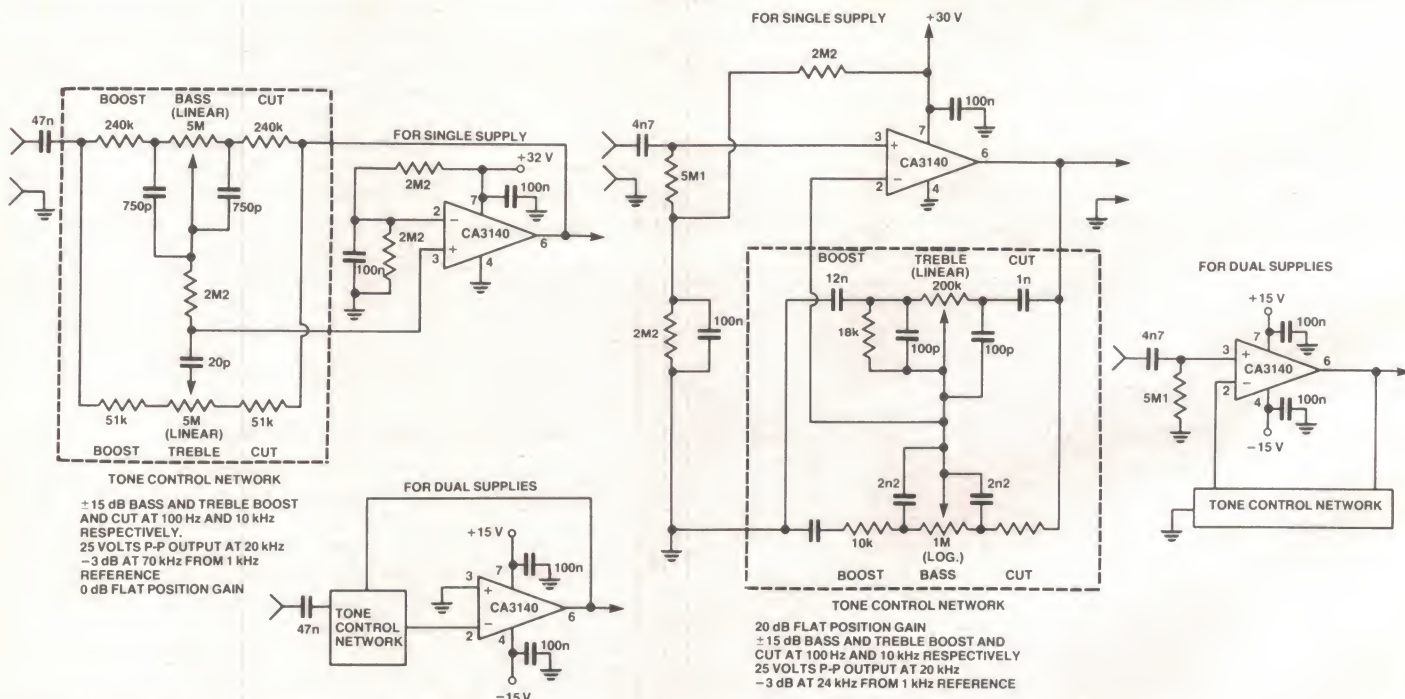 FOR SINGLE SUPPLY
+30 V
2M2
100n
BOOST
BASS
(LINEAR)
CUT
47n
240k
5M
240k
FOR SINGLE SUPPLY
4n7
3
+
7
CA3140
6
2
−
4
5M1
+32 V
2M2
100n
750p
750p
7
2
−
CA3140
6
+
3
4
2M2
100n
2M2
20p
51k
5M
(LINEAR)
51k
BOOST
TREBLE
CUT
TONE CONTROL NETWORK
±15 dB BASS AND TREBLE BOOST
AND CUT AT 100 Hz AND 10 kHz
RESPECTIVELY.
25 VOLTS P-P OUTPUT AT 20 kHz
−3 dB AT 70 kHz FROM 1 kHz
REFERENCE
0 dB FLAT POSITION GAIN
FOR DUAL SUPPLIES
+15 V
7
100n
3
+
CA3140
6
−
2
4
100n
−15 V
47n
TONE
CONTROL
NETWORK
2M2
100n
BOOST
TREBLE
(LINEAR)
CUT
12n
200k
1n
18k
100p
100p
2n2
2n2
10k
1M
(LOG.)
BOOST
BASS
CUT
TONE CONTROL NETWORK
20 dB FLAT POSITION GAIN
±15 dB BASS AND TREBLE BOOST AND
CUT AT 100 Hz AND 10 kHz RESPECTIVELY
25 VOLTS P-P OUTPUT AT 20 kHz
−3 dB AT 24 kHz FROM 1 kHz REFERENCE
FOR DUAL SUPPLIES
+15 V
100n
4n7
7
3
+
CA3140
6
−
2
4
5M1
100n
−15 V
TONE CONTROL NETWORK